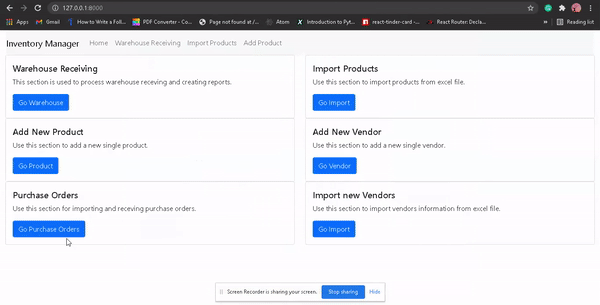 127.0.0.1:8000
Apps Gmail How to Write a Foll... PDF Converter - Co... Page not found at /... Atom Introduction to Pyt... react-tinder-card -... React Router: Decla... » Reading list
Inventory Manager Home Warehouse Receiving Import Products Add Product
Warehouse Receiving
This section is used to process warehouse receving and creating reports.
Go Warehouse
Import Products
Use this section to import products from excel file.
Go Import
Add New Product
Use this section to add a new single product.
Go Product
Add New Vendor
Use this section to add a new single vendor.
Go Vendor
Purchase Orders
Use this section for importing and receving purchase orders.
Go Purchase Orders
Import new Vendors
Use this section to import vendors information from excel file.
Go Import
Screen Recorder is sharing your screen. Stop sharing Hide